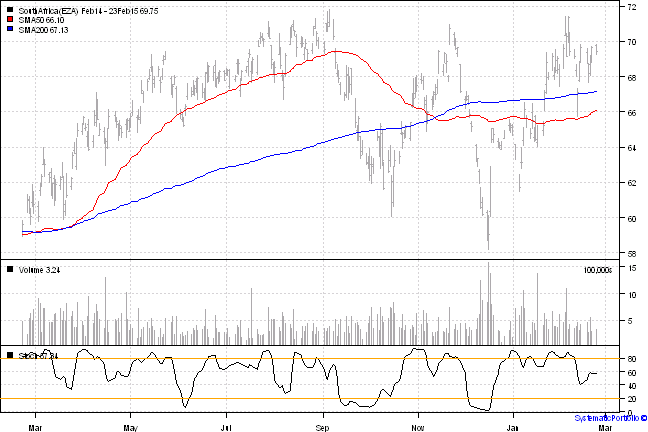 SouthAfrica(EZA) Feb14 - 23Feb15 69.75
SMA50 66.10
SMA200 67.13
72
70
68
66
64
62
60
58
Volume 3.24
100,000s
15
10
5
80
60
40
20
0
Mar May Jul Sep Nov Jan Mar
SystematicPortfolio ©